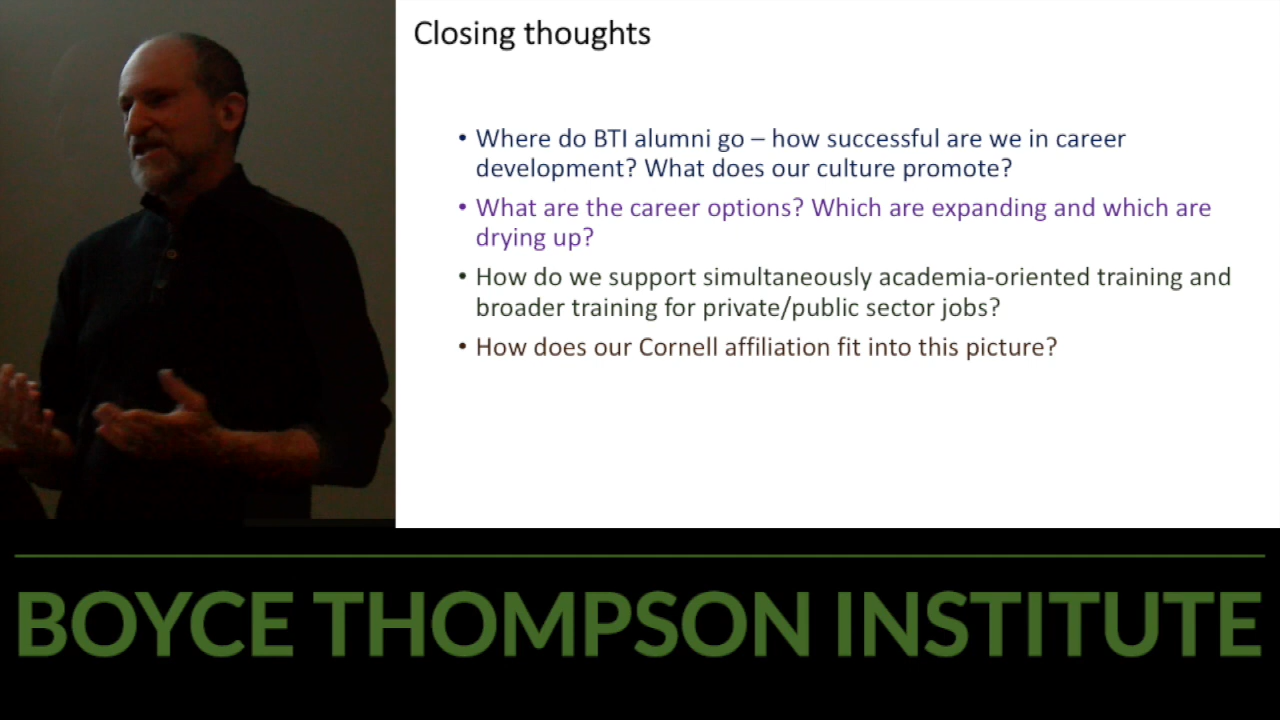 Closing thoughts
• Where do BTI alumni go – how successful are we in career
development? What does our culture promote?
• What are the career options? Which are expanding and which are
drying up?
• How do we support simultaneously academia-oriented training and
broader training for private/public sector jobs?
• How does our Cornell affiliation fit into this picture?
BOYCE THOMPSON INSTITUTE